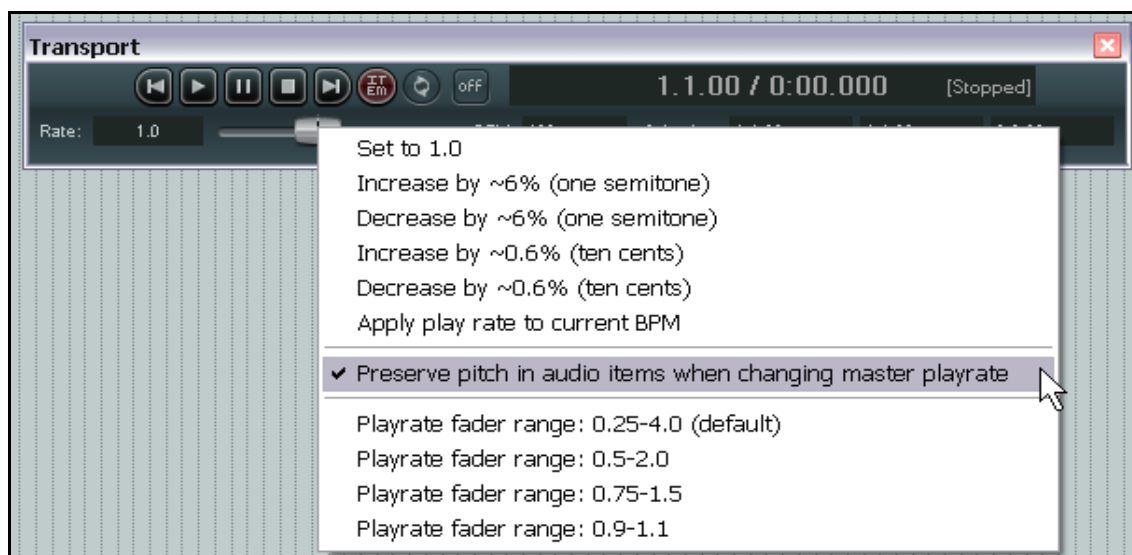 Transport
IT Em
off
1.1.00 / 0:00.000
[Stopped]
Rate: 1.0
Set to 1.0
Increase by ~6% (one semitone)
Decrease by ~6% (one semitone)
Increase by ~0.6% (ten cents)
Decrease by ~0.6% (ten cents)
Apply play rate to current BPM
Preserve pitch in audio items when changing master playrate
Playrate fader range: 0.25-4.0 (default)
Playrate fader range: 0.5-2.0
Playrate fader range: 0.75-1.5
Playrate fader range: 0.9-1.1